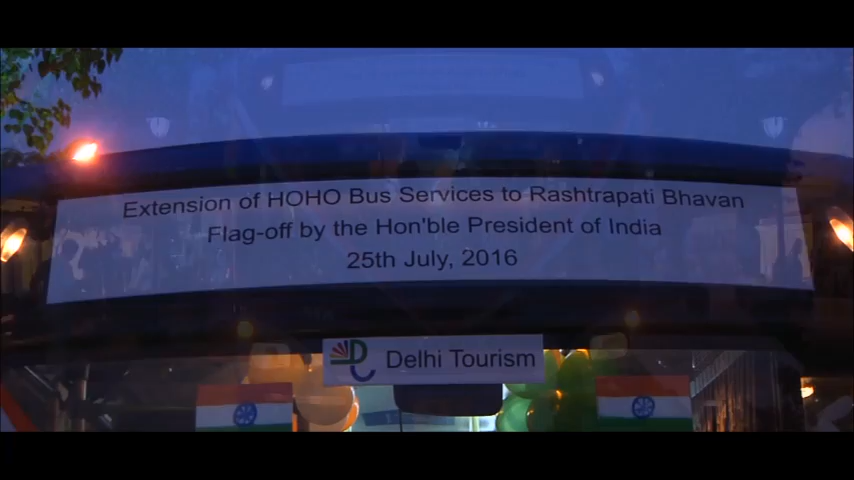 Extension of HOHO Bus Services to Rashtrapati Bhavan
Flag-off by the Hon'ble President of India
25th July, 2016
Delhi Tourism